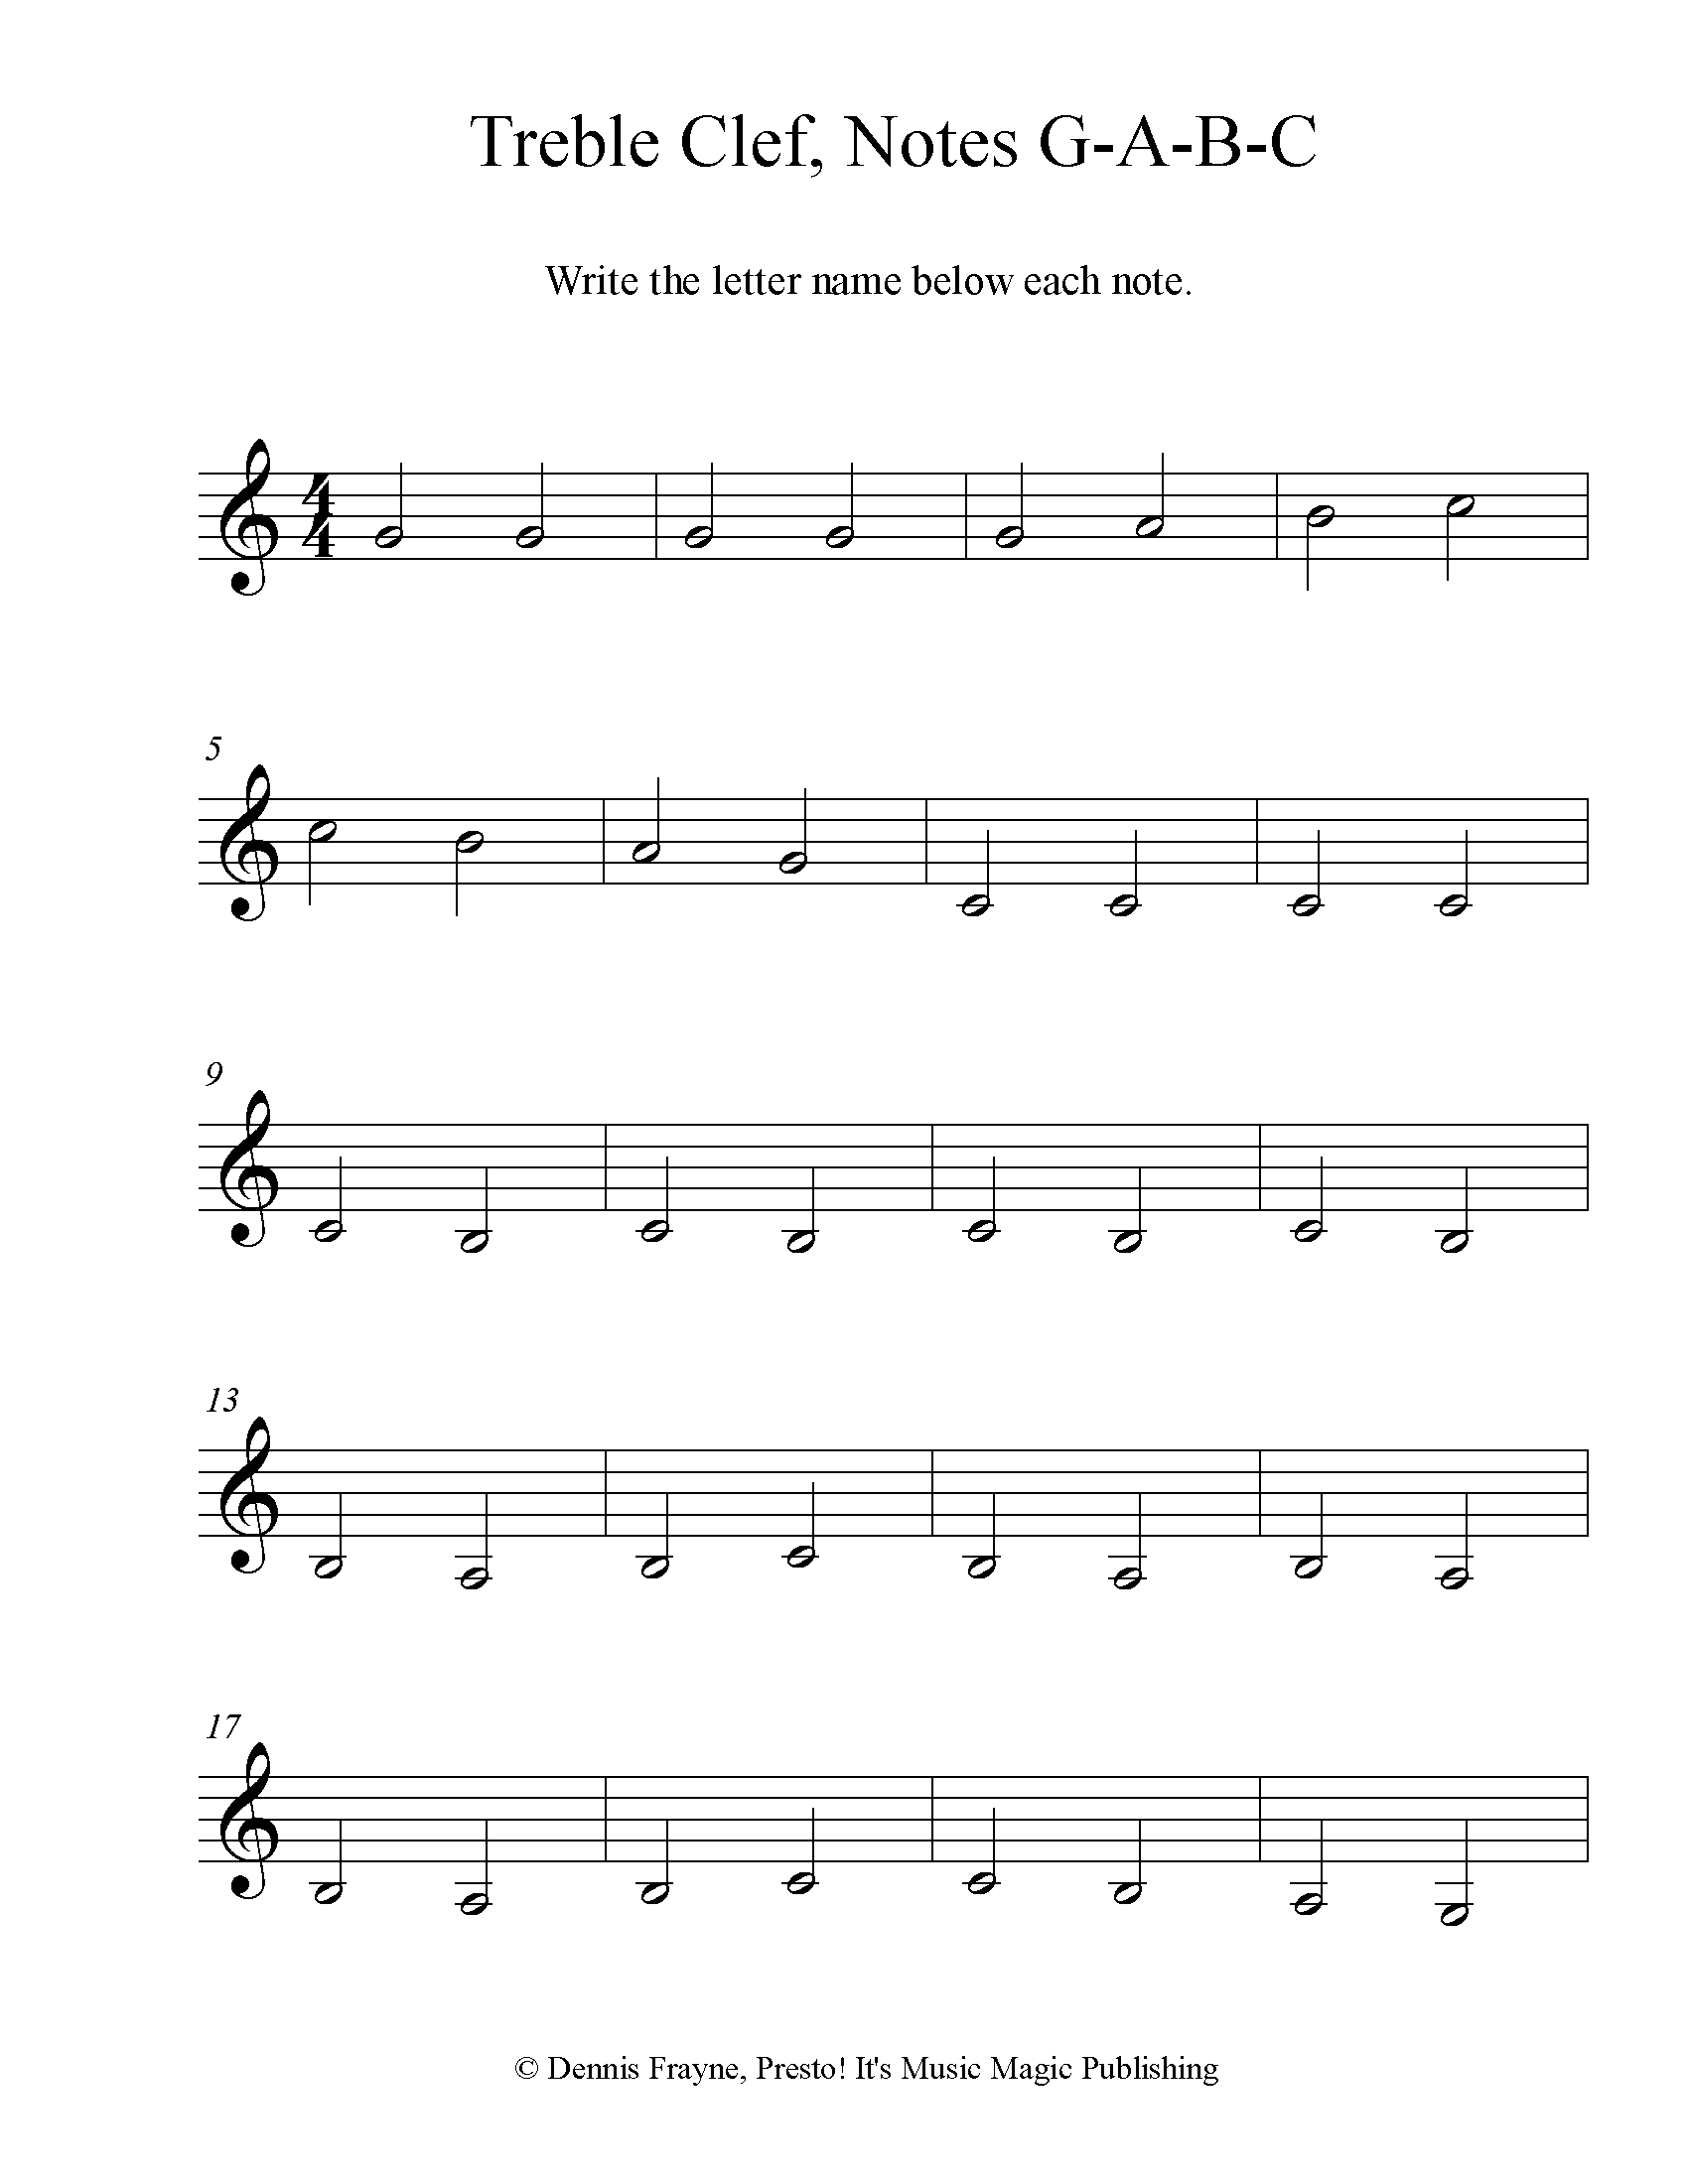 Treble Clef, Notes G-A-B-C
Write the letter name below each note.
4
4
5
9
13
17
© Dennis Frayne, Presto! It's Music Magic Publishing